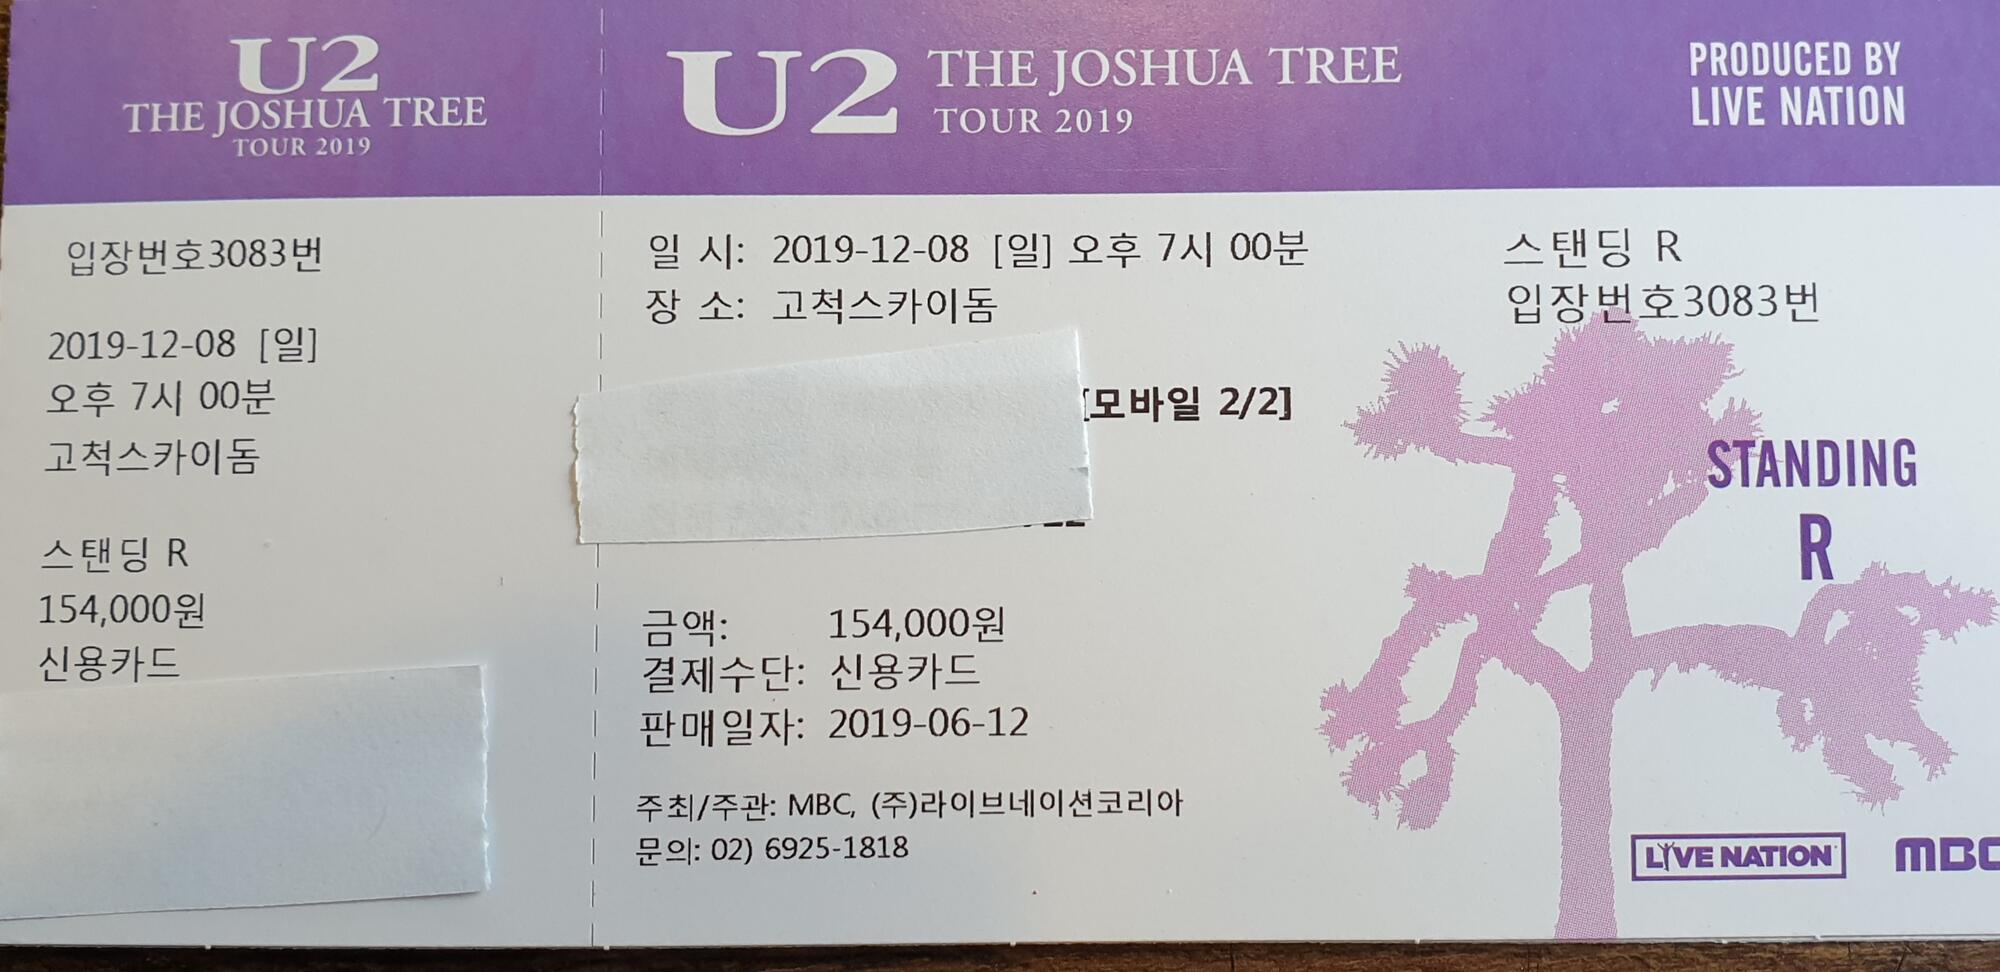 U2
THE JOSHUA TREE
TOUR 2019
입장번호3083번
2019-12-08 [일]
오후 7시 00분
고척스카이돔
스탠딩 R
154,000원
신용카드
U2 THE JOSHUA TREE
TOUR 2019
PRODUCED BY
LIVE NATION
일 시: 2019-12-08 [일] 오후 7시 00분
장 소: 고척스카이돔
[모바일 2/2]
금액: 154,000원
결제수단: 신용카드
판매일자: 2019-06-12
주최/주관: MBC, (주)라이브네이션코리아
문의: 02) 6925-1818
스탠딩 R
입장번호3083번
STANDING
R
LIVE NATION
MBC